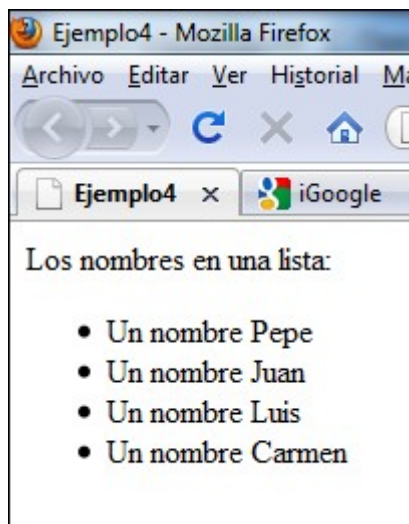 Ejemplo4 - Mozilla Firefox
Archivo Editar Ver Historial
Ejemplo4 iGoogle
Los nombres en una lista:
Un nombre Pepe
Un nombre Juan
Un nombre Luis
Un nombre Carmen